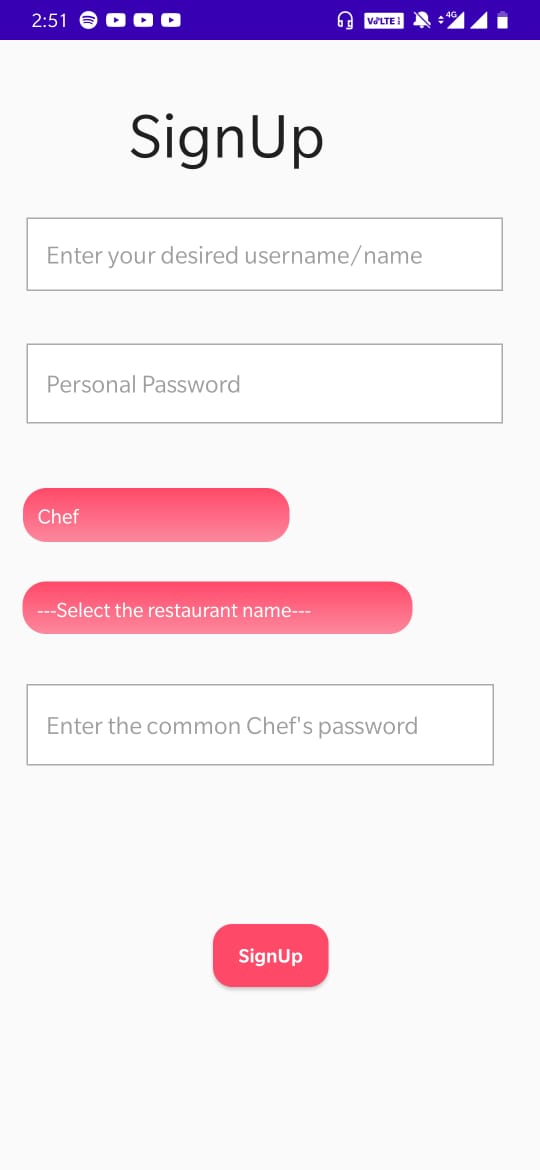 2:51 VoLTE 4G
SignUp
Enter your desired username/name
Personal Password
Chef
---Select the restaurant name---
Enter the common Chef's password
SignUp